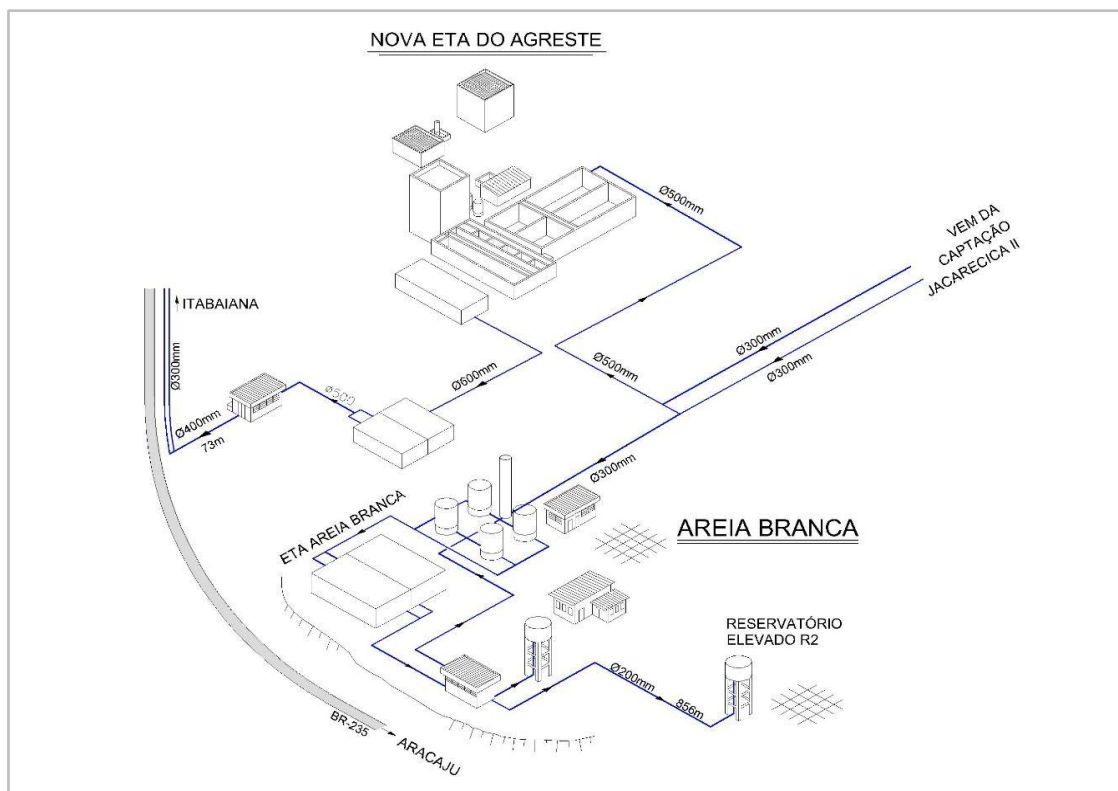 NOVA ETA DO AGRESTE
Ø500mm
VEM DA
CAPTAÇÃO
JACARECICA II
ITABAIANA
Ø300mm
Ø300mm
Ø300mm
Ø500mm
Ø600mm
Ø500
Ø400mm
73m
Ø300mm
ETA AREIA BRANCA
AREIA BRANCA
RESERVATÓRIO
ELEVADO R2
Ø200mm
856m
BR-235
ARACAJU